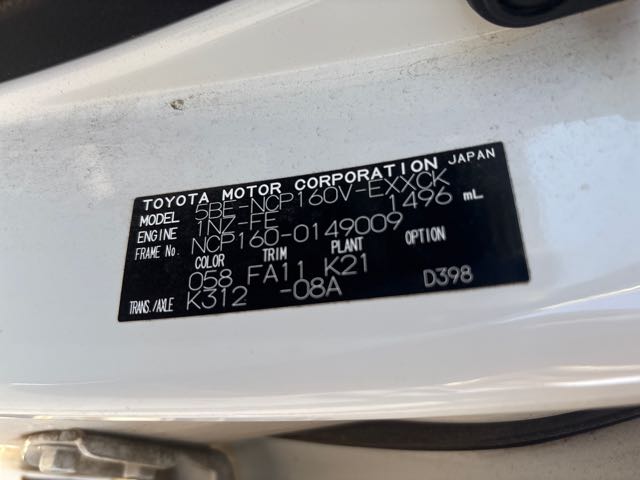 TOYOTA MOTOR CORPORATION JAPAN
MODEL 5BE-NCP160V-EXXCK
ENGINE 1NZ-FE 1496 mL
FRAME No. NCP160-0149009
COLOR TRIM PLANT OPTION
058 FA11 K21
TRANS./AXLE K312 -08A D398